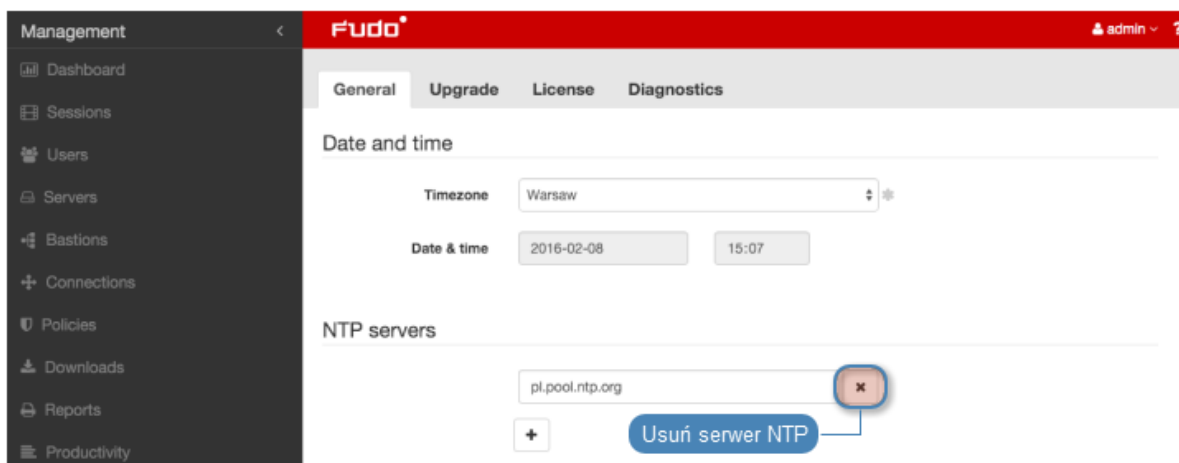 Management
FUDO
admin
?
Dashboard
Sessions
Users
Servers
Bastions
Connections
Policies
Downloads
Reports
Productivity
General Upgrade License Diagnostics
Date and time
Timezone Warsaw
Date & time 2016-02-08 15:07
NTP servers
pl.pool.ntp.org
Usuń serwer NTP